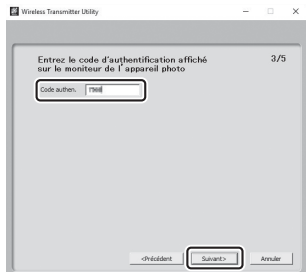 Wireless Transmitter Utility
Entrez le code d'authentification affiché 3/5
sur le moniteur de l'appareil photo
Code authen.
<Précédent Suivant> Annuler